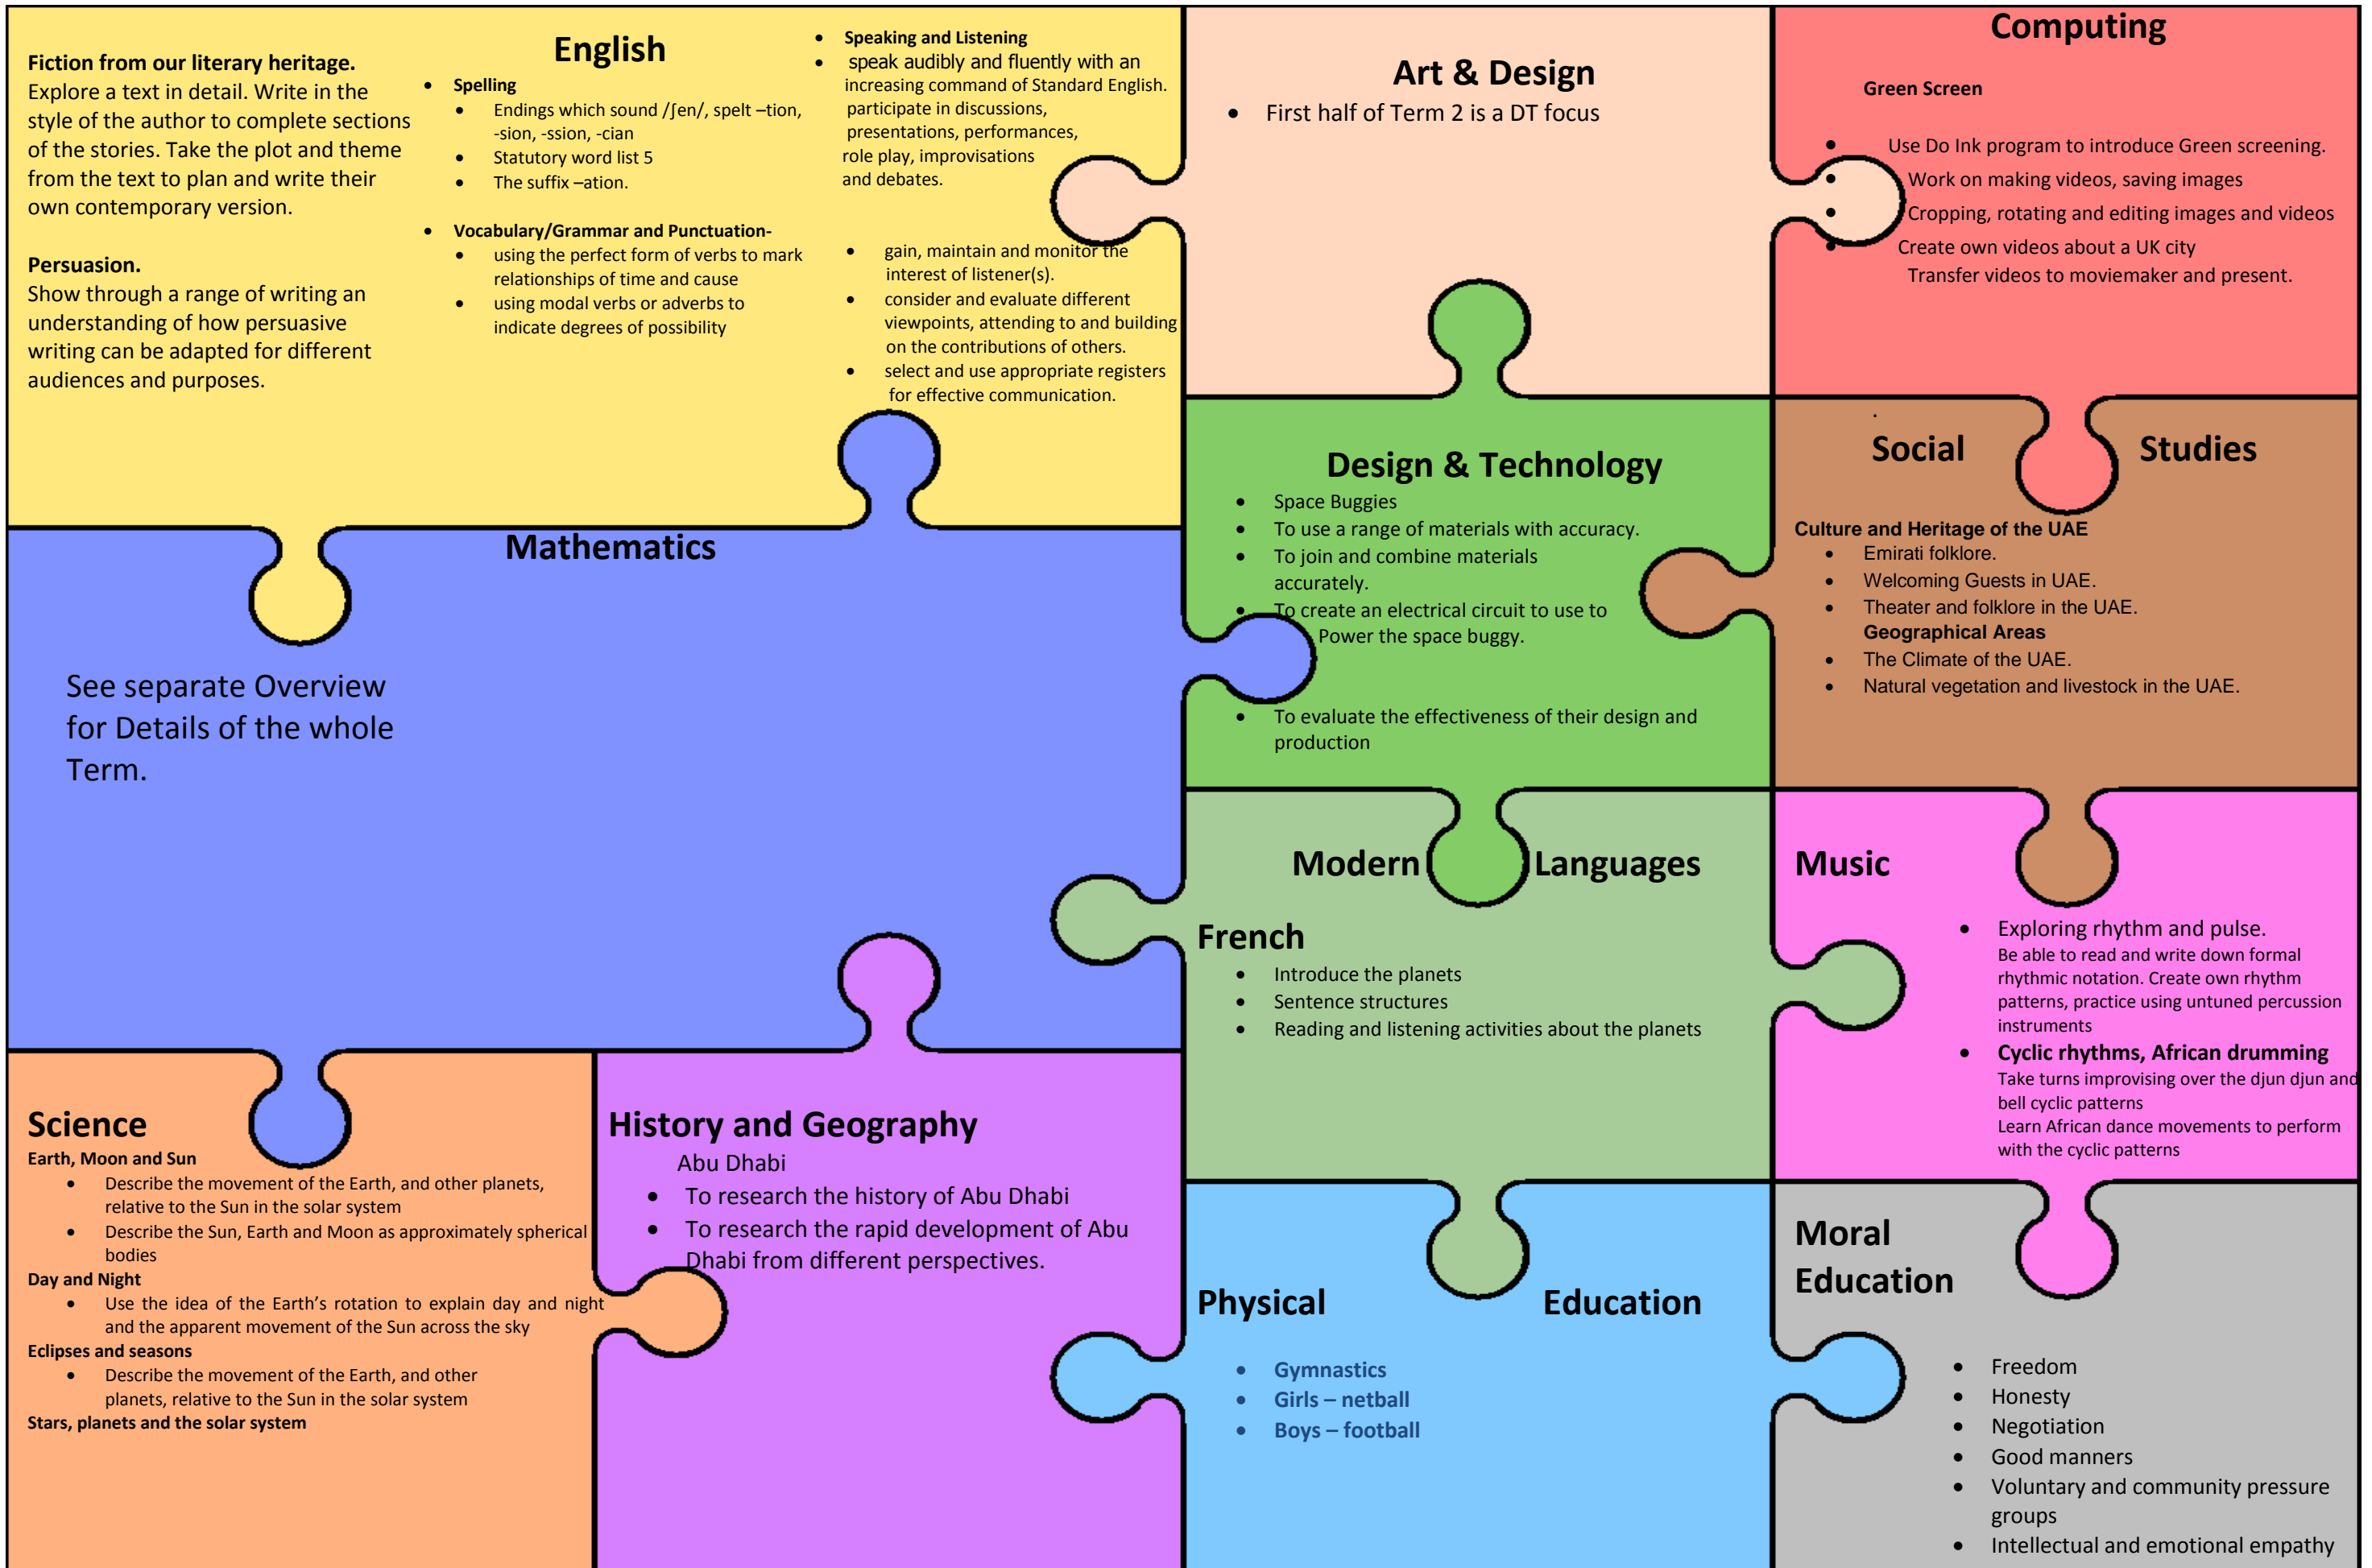 English
Fiction from our literary heritage.
Explore a text in detail. Write in the
style of the author to complete sections
of the stories. Take the plot and theme
from the text to plan and write their
own contemporary version.
Persuasion.
Show through a range of writing an
understanding of how persuasive
writing can be adapted for different
audiences and purposes.
• Spelling
• Endings which sound /ʃen/, spelt –tion,
-sion, -ssion, -cian
• Statutory word list 5
• The suffix –ation.
• Vocabulary/Grammar and Punctuation-
• using the perfect form of verbs to mark
relationships of time and cause
• using modal verbs or adverbs to
indicate degrees of possibility
• Speaking and Listening
• speak audibly and fluently with an
increasing command of Standard English.
participate in discussions,
presentations, performances,
role play, improvisations
and debates.
• gain, maintain and monitor the
interest of listener(s).
• consider and evaluate different
viewpoints, attending to and building
on the contributions of others.
• select and use appropriate registers
for effective communication.
Art & Design
• First half of Term 2 is a DT focus
Computing
Green Screen
• Use Do Ink program to introduce Green screening.
• Work on making videos, saving images
• Cropping, rotating and editing images and videos
• Create own videos about a UK city
Transfer videos to moviemaker and present.
Mathematics
See separate Overview
for Details of the whole
Term.
Design & Technology
• Space Buggies
• To use a range of materials with accuracy.
• To join and combine materials
accurately.
• To create an electrical circuit to use to
Power the space buggy.
• To evaluate the effectiveness of their design and
production
.
Social Studies
Culture and Heritage of the UAE
• Emirati folklore.
• Welcoming Guests in UAE.
• Theater and folklore in the UAE.
Geographical Areas
• The Climate of the UAE.
• Natural vegetation and livestock in the UAE.
Modern Languages
French
• Introduce the planets
• Sentence structures
• Reading and listening activities about the planets
Music
• Exploring rhythm and pulse.
Be able to read and write down formal
rhythmic notation. Create own rhythm
patterns, practice using untuned percussion
instruments
• Cyclic rhythms, African drumming
Take turns improvising over the djun djun and
bell cyclic patterns
Learn African dance movements to perform
with the cyclic patterns
Science
Earth, Moon and Sun
• Describe the movement of the Earth, and other planets,
relative to the Sun in the solar system
• Describe the Sun, Earth and Moon as approximately spherical
bodies
Day and Night
• Use the idea of the Earth’s rotation to explain day and night
and the apparent movement of the Sun across the sky
Eclipses and seasons
• Describe the movement of the Earth, and other
planets, relative to the Sun in the solar system
Stars, planets and the solar system
History and Geography
Abu Dhabi
• To research the history of Abu Dhabi
• To research the rapid development of Abu
Dhabi from different perspectives.
Physical Education
• Gymnastics
• Girls – netball
• Boys – football
Moral
Education
• Freedom
• Honesty
• Negotiation
• Good manners
• Voluntary and community pressure
groups
• Intellectual and emotional empathy